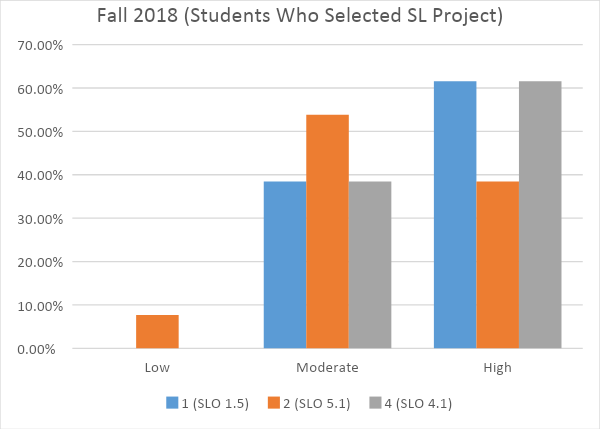 Fall 2018 (Students Who Selected SL Project)
70.00%
60.00%
50.00%
40.00%
30.00%
20.00%
10.00%
0.00%
Low Moderate High
1 (SLO 1.5) 2 (SLO 5.1) 4 (SLO 4.1)